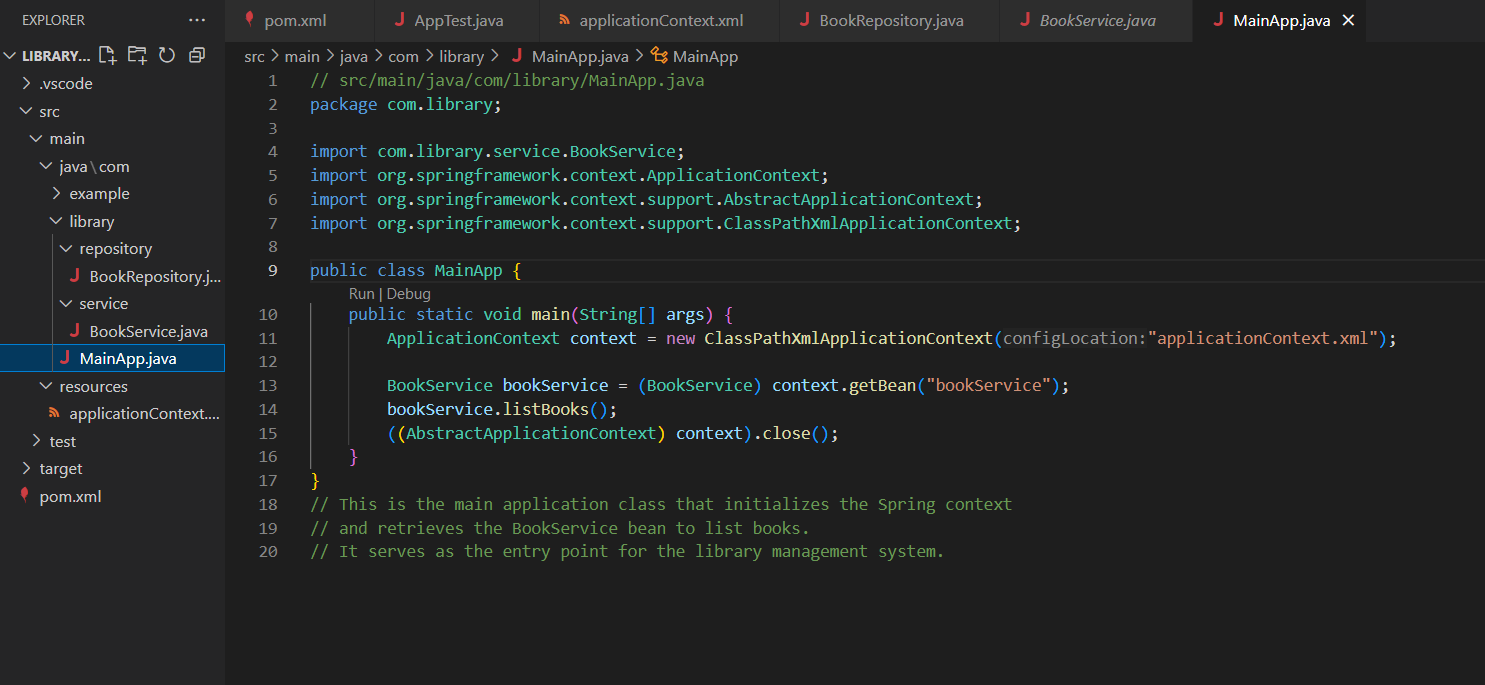 EXPLORER ...
LIBRARY...
.vscode
src
main
java\com
example
library
repository
BookRepository.j...
service
BookService.java
MainApp.java
resources
applicationContext....
test
target
pom.xml
pom.xml AppTest.java applicationContext.xml BookRepository.java BookService.java MainApp.java
src > main > java > com > library > MainApp.java > MainApp
1 // src/main/java/com/library/MainApp.java
2 package com.library;
3
4 import com.library.service.BookService;
5 import org.springframework.context.ApplicationContext;
6 import org.springframework.context.support.AbstractApplicationContext;
7 import org.springframework.context.support.ClassPathXmlApplicationContext;
8
9 public class MainApp {
Run | Debug
10 public static void main(String[] args) {
11 ApplicationContext context = new ClassPathXmlApplicationContext(configLocation:"applicationContext.xml");
12
13 BookService bookService = (BookService) context.getBean("bookService");
14 bookService.listBooks();
15 ((AbstractApplicationContext) context).close();
16 }
17 }
18 // This is the main application class that initializes the Spring context
19 // and retrieves the BookService bean to list books.
20 // It serves as the entry point for the library management system.